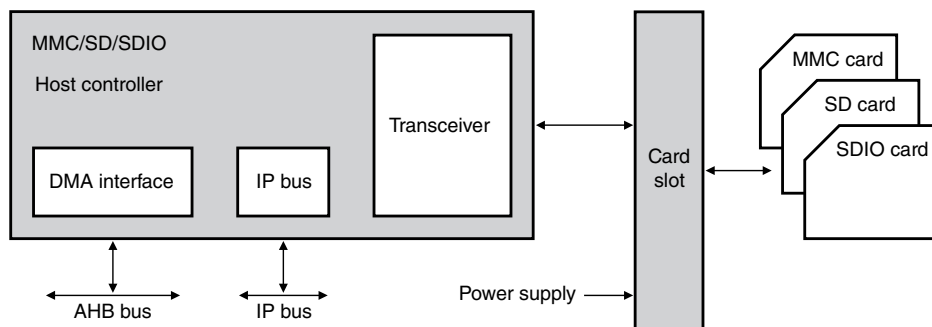 MMC/SD/SDIO
Host controller
Transceiver
DMA interface
IP bus
AHB bus
IP bus
Power supply
Card
slot
MMC card
SD card
SDIO card